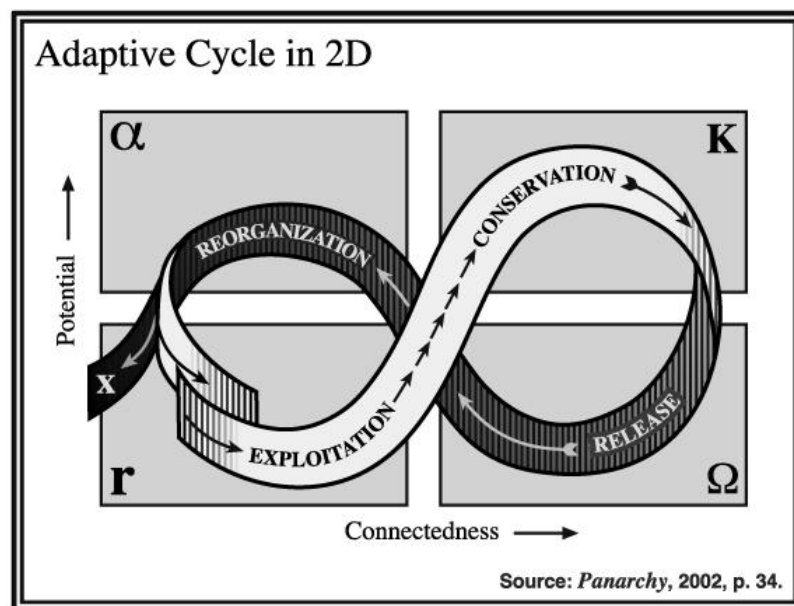 Adaptive Cycle in 2D
α
K
REORGANIZATION
CONSERVATION
Potential
x
EXPLOITATION
RELEASE
r
Ω
Connectedness
Source: Panarchy, 2002, p. 34.